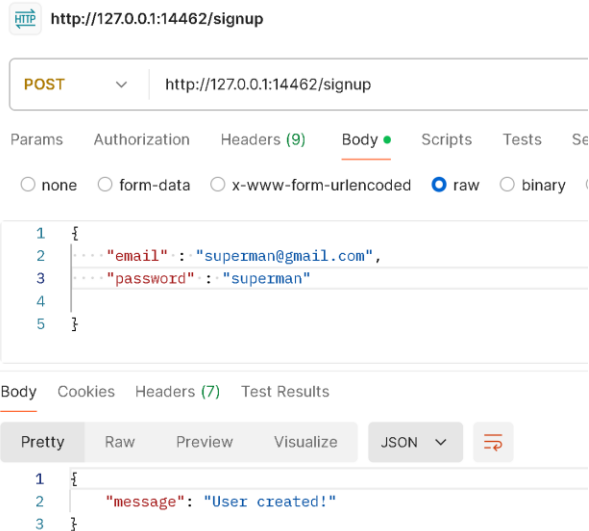 HTTP http://127.0.0.1:14462/signup
POST http://127.0.0.1:14462/signup
Params Authorization Headers (9) Body Scripts Tests Se
none form-data x-www-form-urlencoded raw binary
1 {
2 "email" : "superman@gmail.com",
3 "password" : "superman"
4
5 }
Body Cookies Headers (7) Test Results
Pretty Raw Preview Visualize JSON
1 {
2 "message": "User created!"
3 }